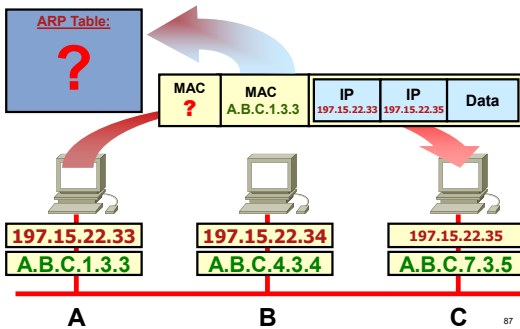 ARP Table:
?
MAC
?
MAC
A.B.C.1.3.3
IP
197.15.22.33
IP
197.15.22.35
Data
197.15.22.33
197.15.22.34
197.15.22.35
A.B.C.1.3.3
A.B.C.4.3.4
A.B.C.7.3.5
A
B
C
87